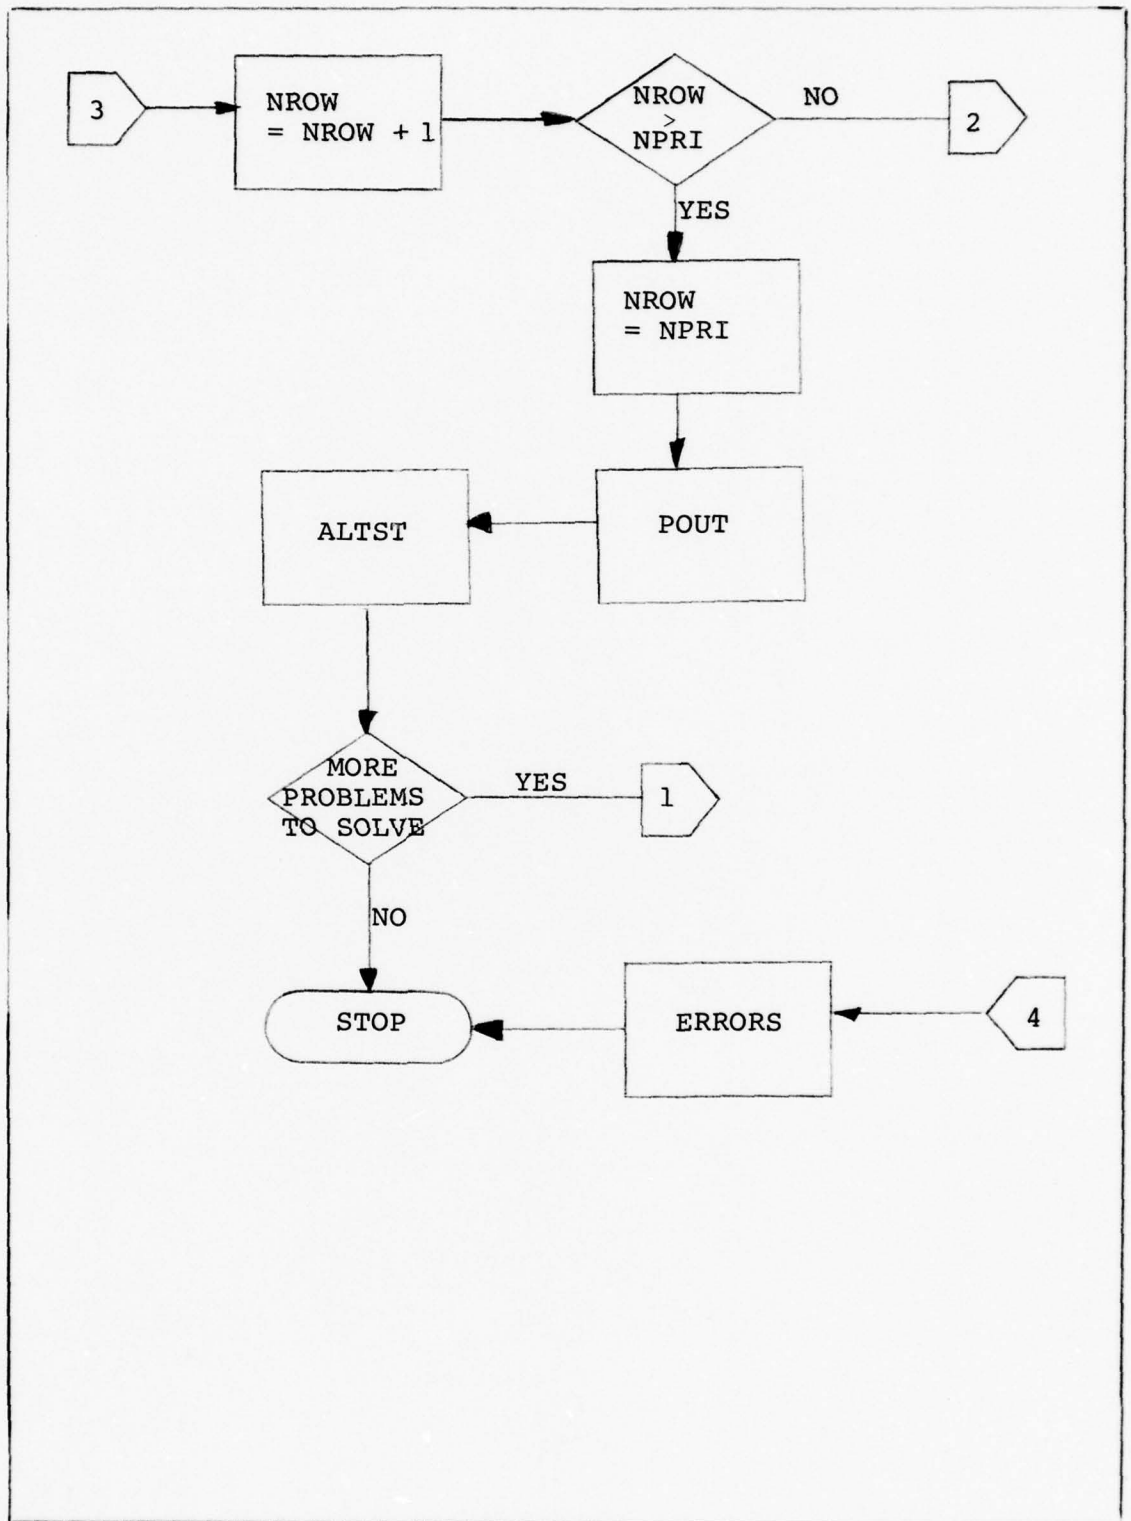 3
NROW
= NROW + 1
NROW
>
NPRI
NO
2
YES
NROW
= NPRI
ALTST
POUT
MORE
PROBLEMS
TO SOLVE
YES
1
NO
STOP
ERRORS
4